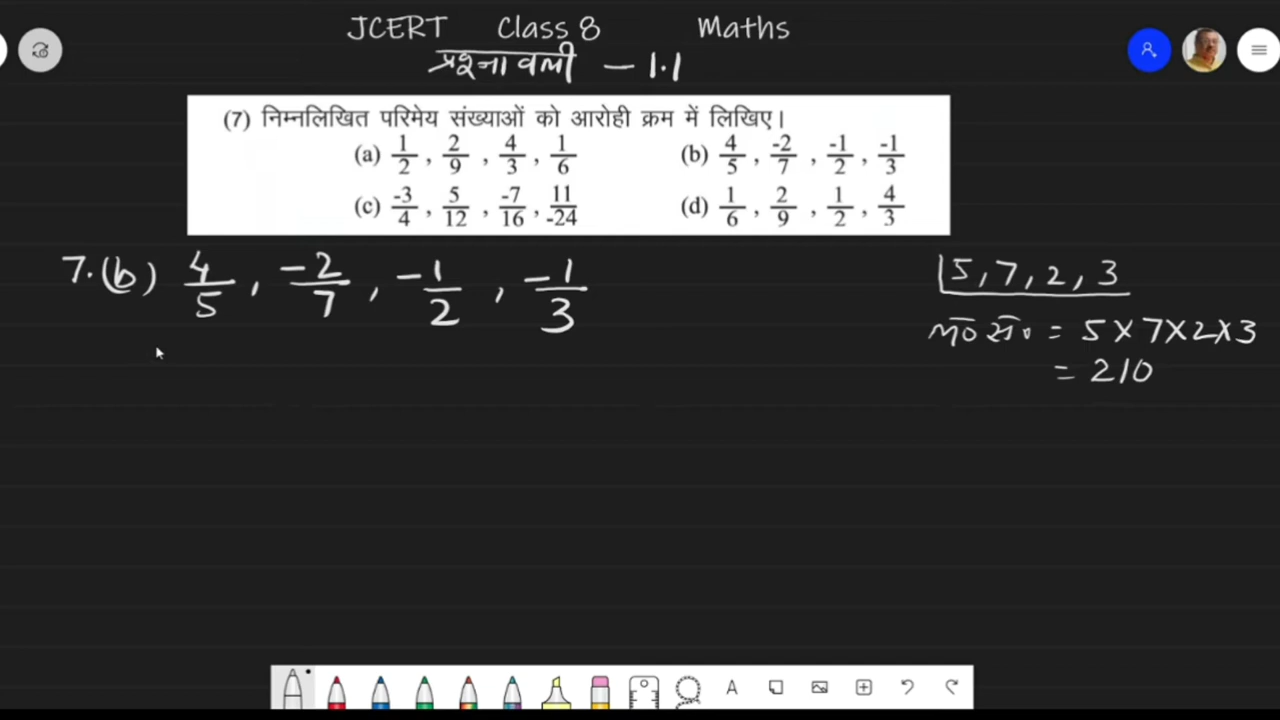 JCERT Class 8 Maths
प्रश्नावली - 1.1
(7) निम्नलिखित परिमेय संख्याओं को आरोही क्रम में लिखिए।
(a) 1/2 , 2/9 , 4/3 , 1/6 (b) 4/5 , -2/7 , -1/2 , -1/3
(c) -3/4 , 5/12 , -7/16 , 11/-24 (d) 1/6 , 2/9 , 1/2 , 4/3
7.(b) 4/5 , -2/7 , -1/2 , -1/3
5, 7, 2, 3
ल० स० = 5×7×2×3
= 210
A